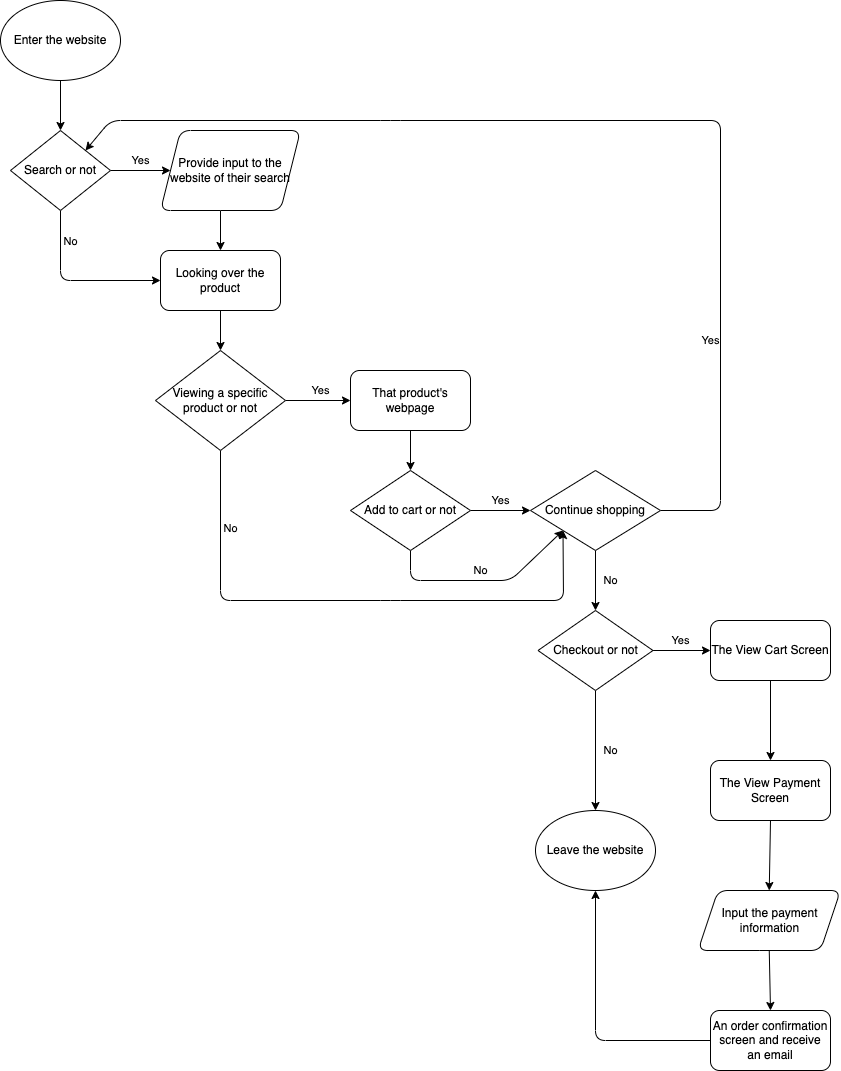 Enter the website
Search or not
Yes
Provide input to the
website of their search
No
Looking over the
product
Yes
Viewing a specific
product or not
Yes
That product's
webpage
Add to cart or not
Yes
Continue shopping
No
No
No
Checkout or not
Yes
The View Cart Screen
No
The View Payment
Screen
Leave the website
Input the payment
information
An order confirmation
screen and receive
an email